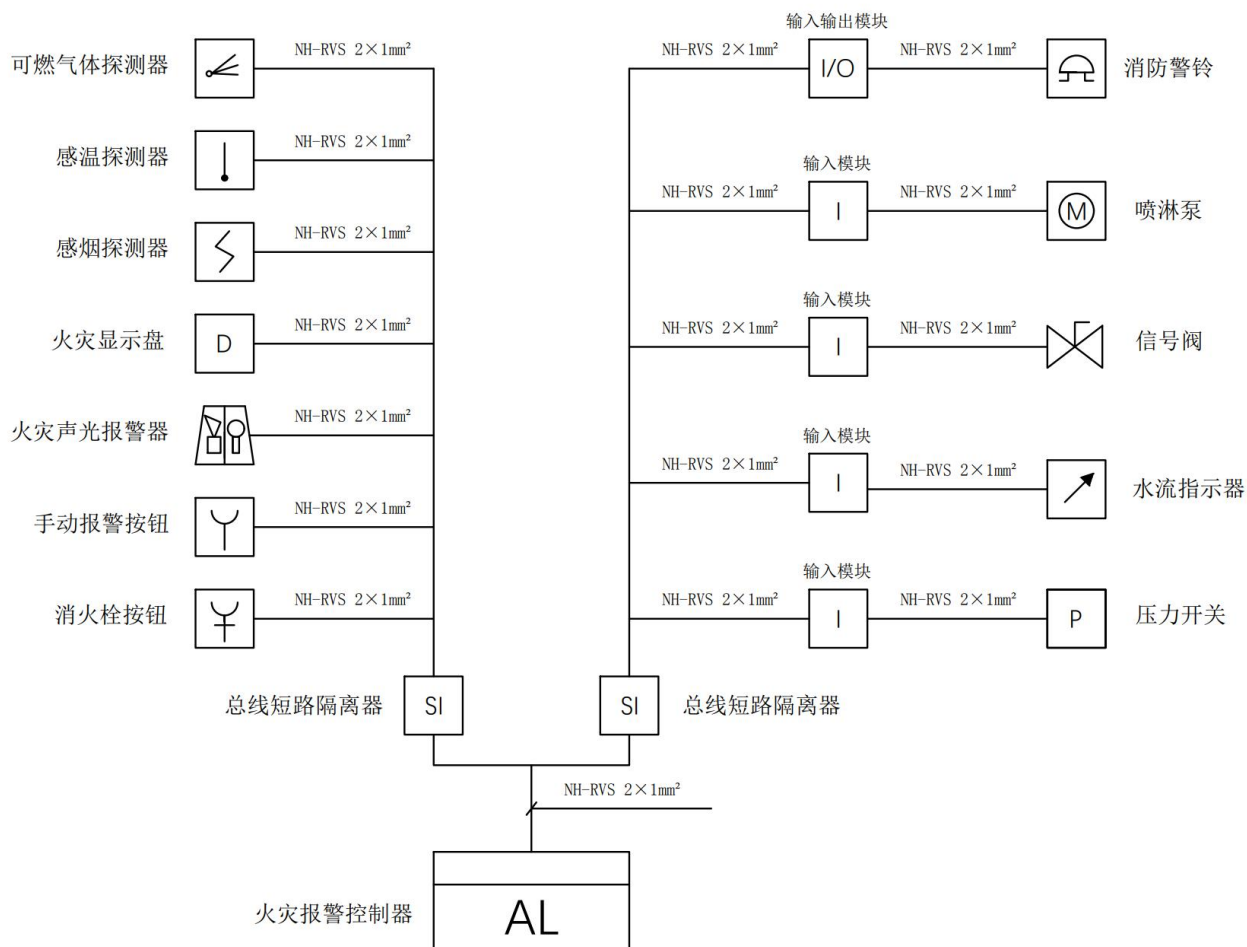 可燃气体探测器
NH-RVS 2×1mm²
感温探测器
NH-RVS 2×1mm²
感烟探测器
NH-RVS 2×1mm²
火灾显示盘
D
NH-RVS 2×1mm²
火灾声光报警器
NH-RVS 2×1mm²
手动报警按钮
NH-RVS 2×1mm²
消火栓按钮
NH-RVS 2×1mm²
总线短路隔离器
SI
NH-RVS 2×1mm²
输入输出模块
I/O
NH-RVS 2×1mm²
消防警铃
NH-RVS 2×1mm²
输入模块
I
NH-RVS 2×1mm²
M
喷淋泵
NH-RVS 2×1mm²
输入模块
I
NH-RVS 2×1mm²
信号阀
NH-RVS 2×1mm²
输入模块
I
NH-RVS 2×1mm²
水流指示器
NH-RVS 2×1mm²
输入模块
I
NH-RVS 2×1mm²
P
压力开关
SI
总线短路隔离器
NH-RVS 2×1mm²
火灾报警控制器
AL